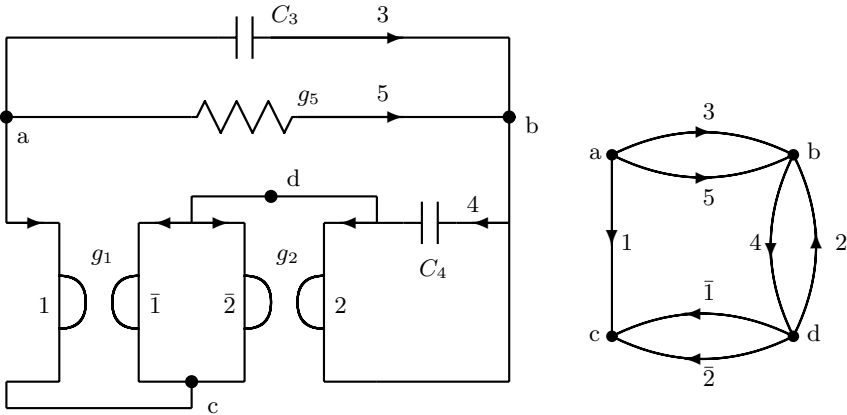 C₃ 3
g₅ 5
a b
d
4
g₁ g₂
C₄
1 1̄ 2̄ 2
c
3
a b
5
1 4 2
1̄
c d
2̄